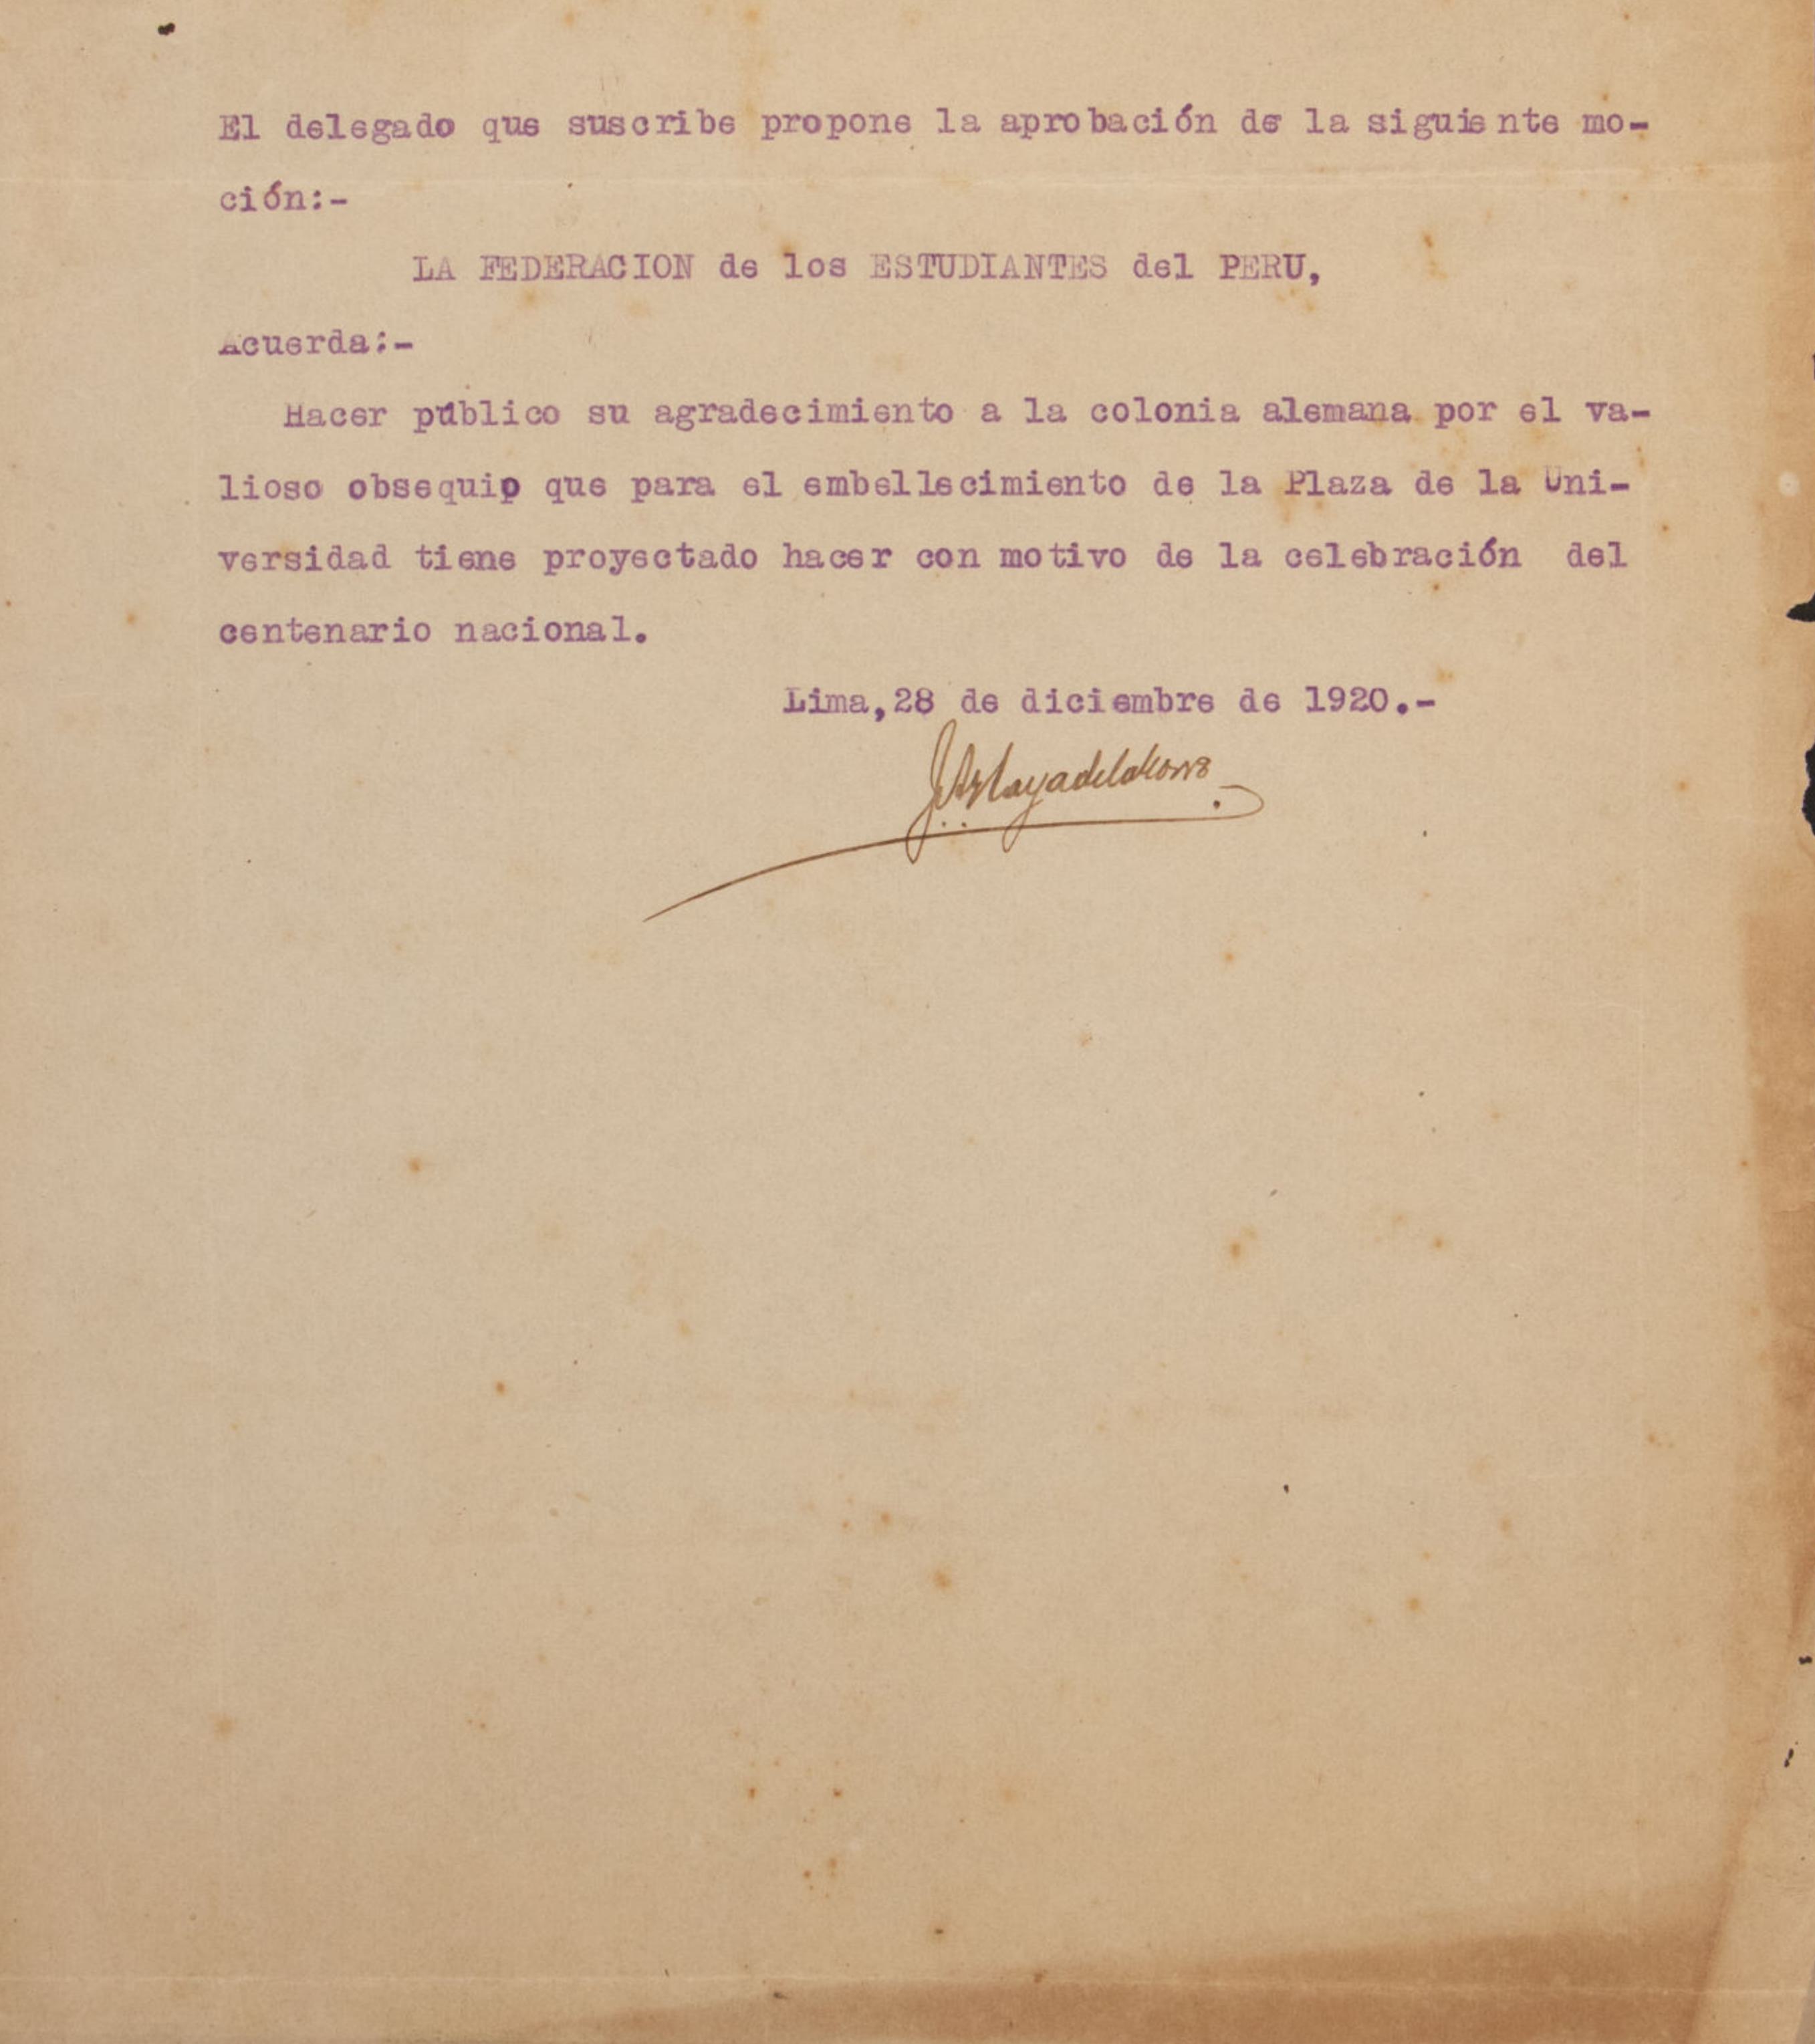 El delegado que suscribe propone la aprobación de la siguiente mo-
ción:-
LA FEDERACION de los ESTUDIANTES del PERU,
Acuerda:-
Hacer público su agradecimiento a la colonia alemana por el va-
lioso obsequio que para el embellecimiento de la Plaza de la Uni-
versidad tiene proyectado hacer con motivo de la celebración del
centenario nacional.
Lima,28 de diciembre de 1920.-
JAHayadelatorre